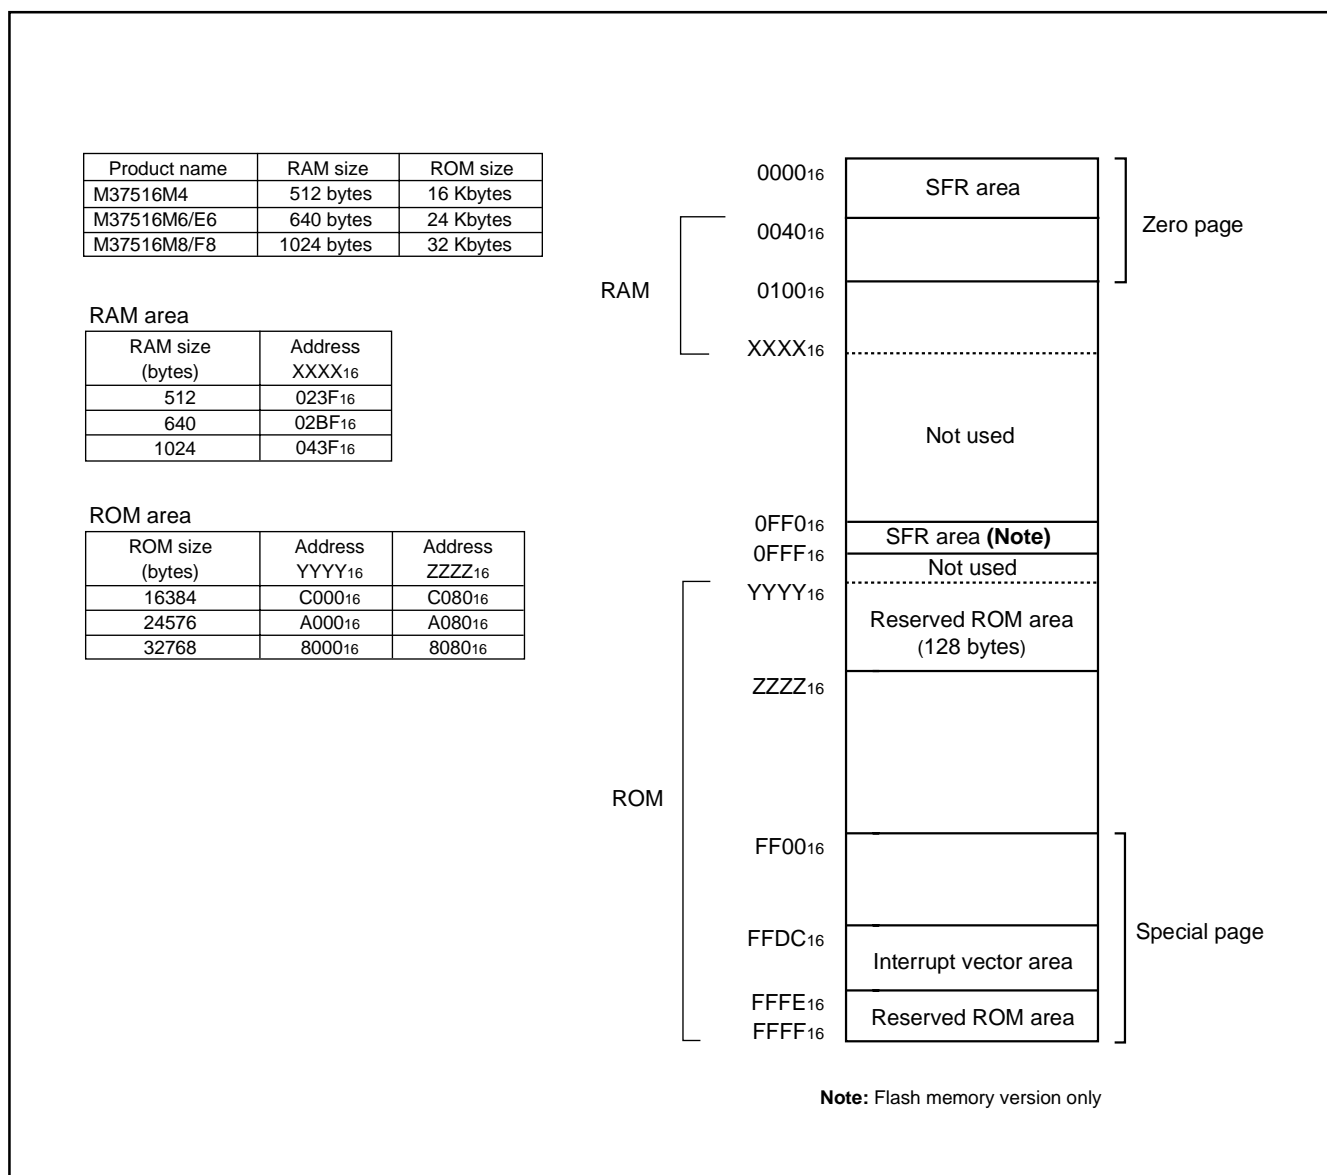 Product name RAM size ROM size
M37516M4 512 bytes 16 Kbytes
M37516M6/E6 640 bytes 24 Kbytes
M37516M8/F8 1024 bytes 32 Kbytes
RAM area
RAM size (bytes) Address XXXX16
512 023F16
640 02BF16
1024 043F16
ROM area
ROM size (bytes) Address YYYY16 Address ZZZZ16
16384 C00016 C08016
24576 A00016 A08016
32768 800016 808016
000016
SFR area
Zero page
004016
RAM
010016
XXXX16
Not used
0FF016
SFR area (Note)
0FFF16
Not used
YYYY16
Reserved ROM area
(128 bytes)
ZZZZ16
ROM
FF0016
FFDC16
Special page
Interrupt vector area
FFFE16
Reserved ROM area
FFFF16
Note: Flash memory version only